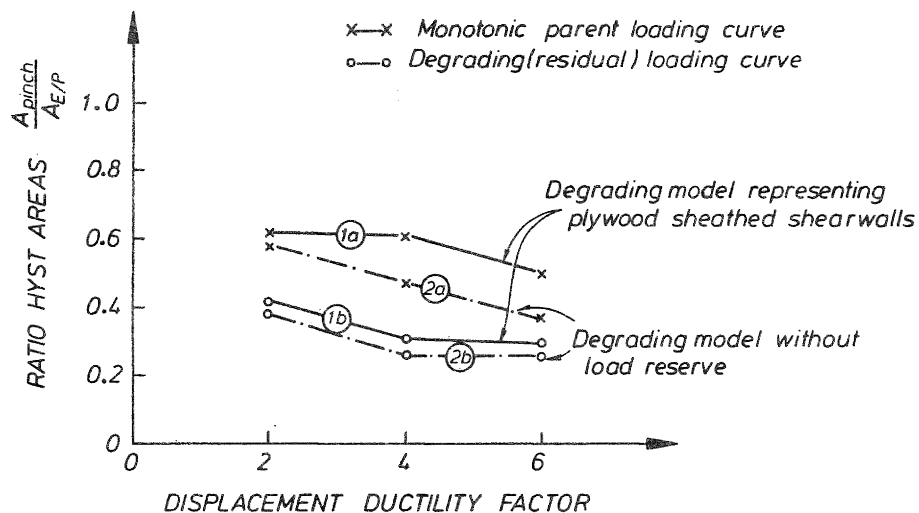 x—x Monotonic parent loading curve
o—o Degrading(residual) loading curve
RATIO HYST AREAS Apinch/AE/P
1.0
0.8
0.6
0.4
0.2
0
0 2 4 6
DISPLACEMENT DUCTILITY FACTOR
1a
2a
1b
2b
Degrading model representing
plywood sheathed shearwalls
Degrading model without
load reserve